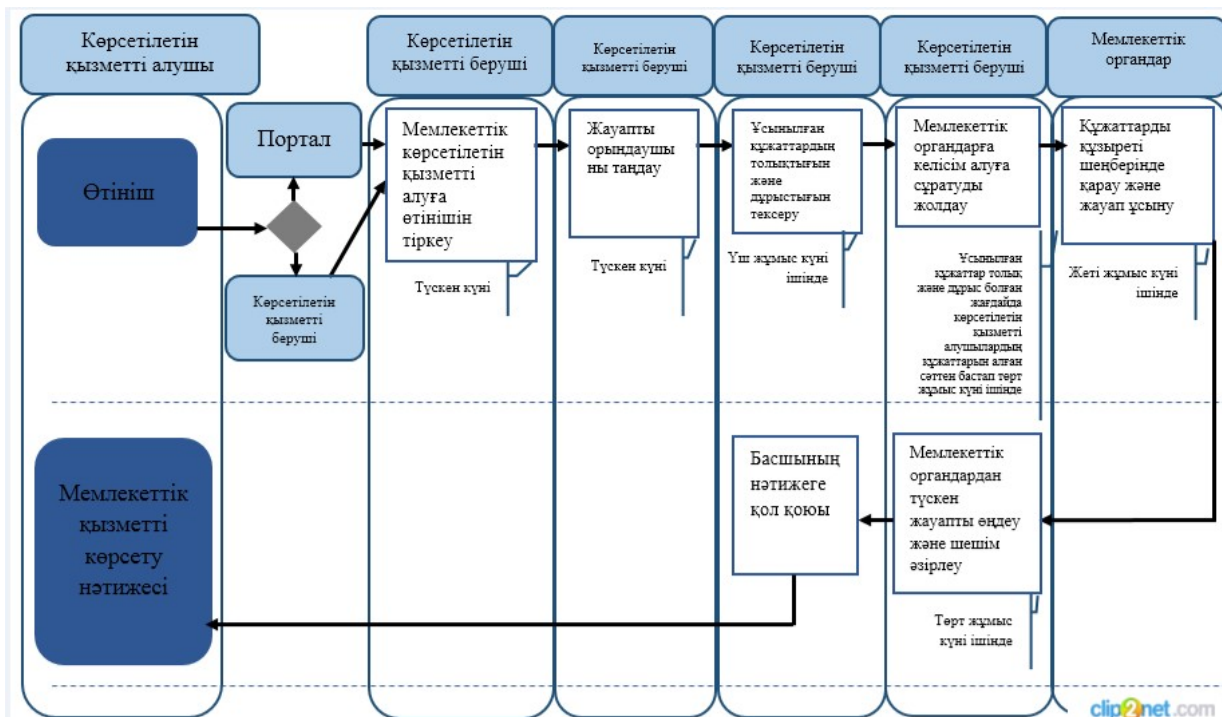 Көрсетілетін
қызметті алушы
Көрсетілетін
қызметті беруші
Көрсетілетін
қызметті беруші
Көрсетілетін
қызметті беруші
Көрсетілетін
қызметті беруші
Мемлекеттік
органдар
Өтініш
Портал
Көрсетілетін
қызметті
беруші
Мемлекеттік
көрсетілетін
қызметті
алуға
өтінішін
тіркеу
Түскен күні
Жауапты
орындаушы
ны таңдау
Түскен күні
Ұсынылған
құжаттардың
толықтығын
және
дұрыстығын
тексеру
Үш жұмыс күні
ішінде
Мемлекеттік
органдарға
келісім алуға
сұратуды
жолдау
Ұсынылған
құжаттар толық
және дұрыс болған
жағдайда
көрсетілетін
қызметті
алушылардың
құжаттарын алған
сәттен бастап төрт
жұмыс күні ішінде
Құжаттарды
құзыреті
шеңберінде
қарау және
жауап ұсыну
Жеті жұмыс күні
ішінде
Мемлекеттік
органдардан
түскен
жауапты өңдеу
және шешім
әзірлеу
Төрт жұмыс
күні ішінде
Басшының
нәтижеге
қол қоюы
Мемлекеттік
қызметті
көрсету
нәтижесі
clip2net.com